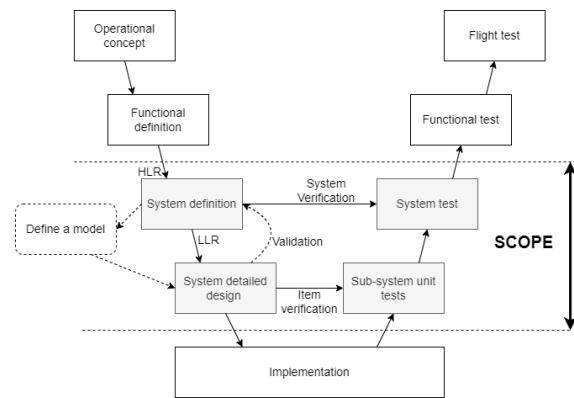 Operational
concept
Flight test
Functional
definition
Functional test
HLR
System definition
System
Verification
System test
Define a model
LLR
Validation
SCOPE
System detailed
design
Item
verification
Sub-system unit
tests
Implementation